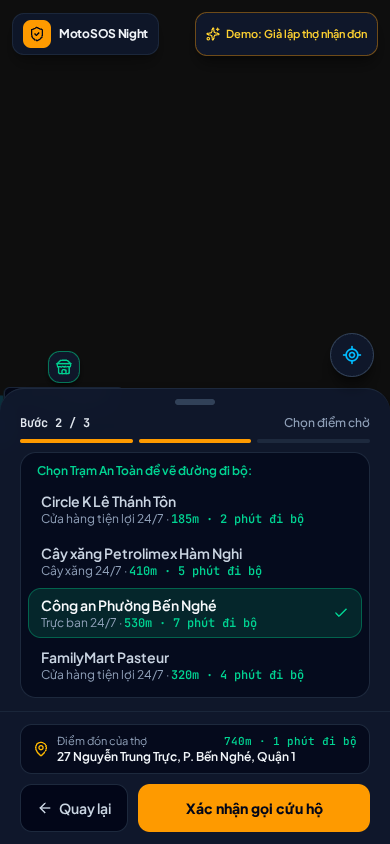 MotoSOS Night
Demo: Giả lập thợ nhận đơn
Bước 2 / 3
Chọn điểm chờ
Chọn Trạm An Toàn để vẽ đường đi bộ:
Circle K Lê Thánh Tôn
Cửa hàng tiện lợi 24/7 · 185m · 2 phút đi bộ
Cây xăng Petrolimex Hàm Nghi
Cây xăng 24/7 · 410m · 5 phút đi bộ
Công an Phường Bến Nghé
Trực ban 24/7 · 530m · 7 phút đi bộ
FamilyMart Pasteur
Cửa hàng tiện lợi 24/7 · 320m · 4 phút đi bộ
Điểm đón của thợ
740m · 1 phút đi bộ
27 Nguyễn Trung Trực, P. Bến Nghé, Quận 1
Quay lại
Xác nhận gọi cứu hộ